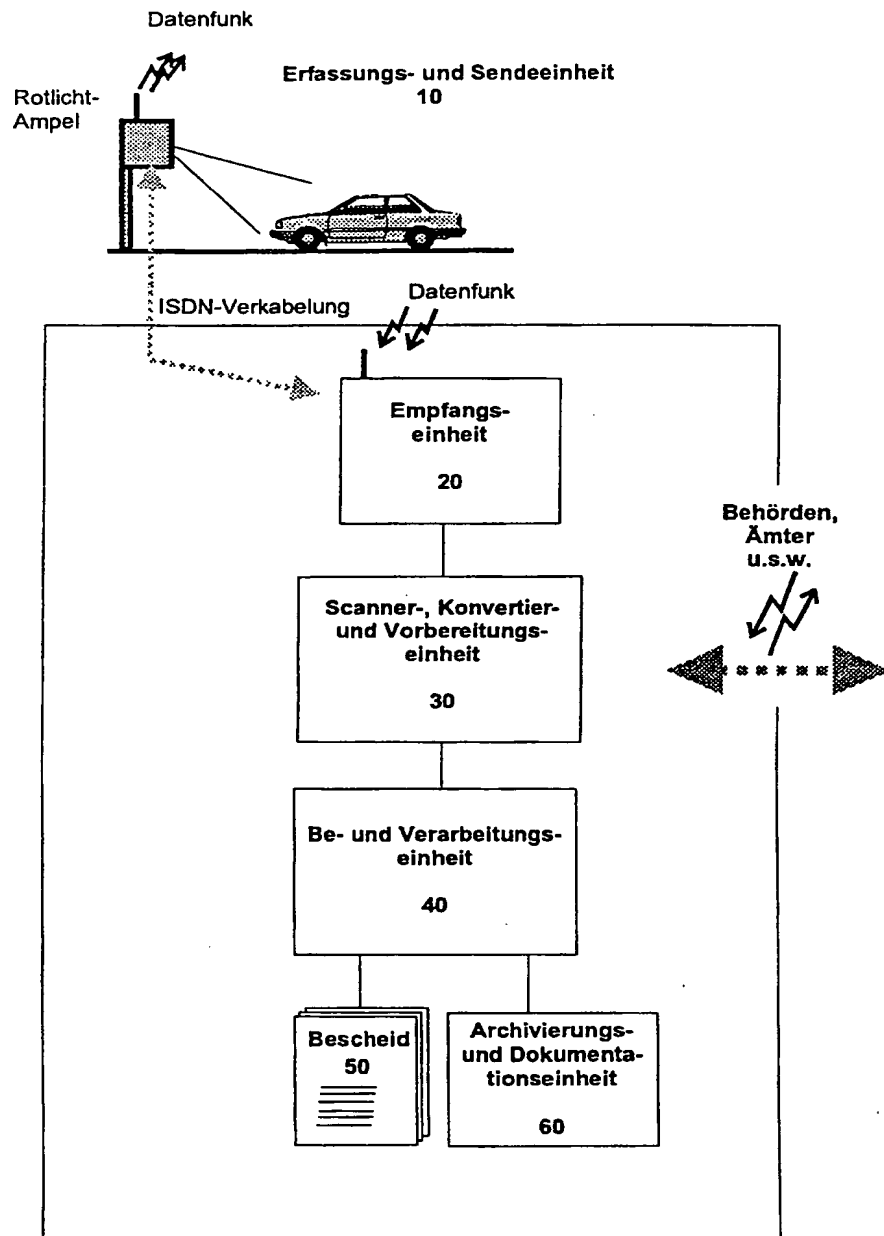 Datenfunk
Erfassungs- und Sendeeinheit
10
Rotlicht-
Ampel
ISDN-Verkabelung
Datenfunk
Empfangs-
einheit
20
Behörden,
Ämter
u.s.w.
Scanner-, Konvertier-
und Vorbereitungs-
einheit
30
Be- und Verarbeitungs-
einheit
40
Bescheid
50
Archivierungs-
und Dokumenta-
tionseinheit
60